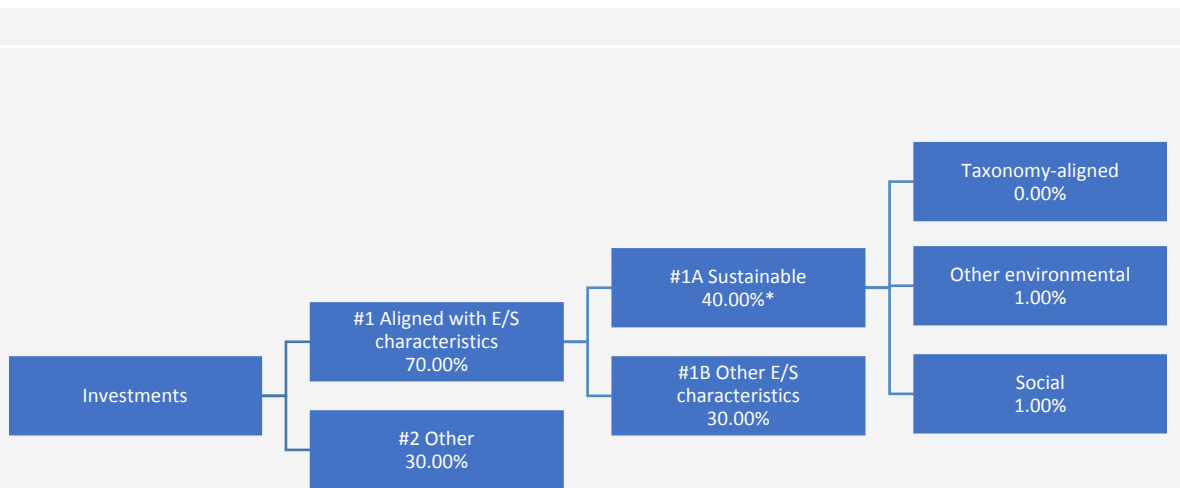 Investments
#1 Aligned with E/S
characteristics
70.00%
#2 Other
30.00%
#1A Sustainable
40.00%*
#1B Other E/S
characteristics
30.00%
Taxonomy-aligned
0.00%
Other environmental
1.00%
Social
1.00%